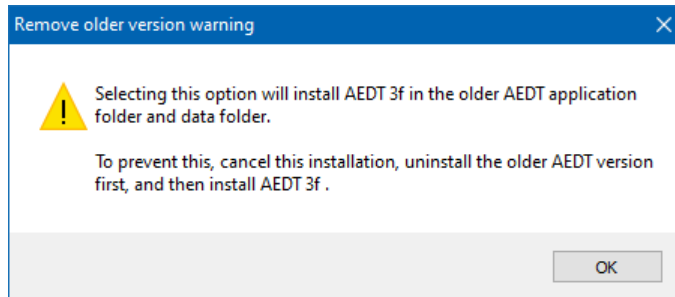 Remove older version warning
Selecting this option will install AEDT 3f in the older AEDT application
folder and data folder.
To prevent this, cancel this installation, uninstall the older AEDT version
first, and then install AEDT 3f .
OK